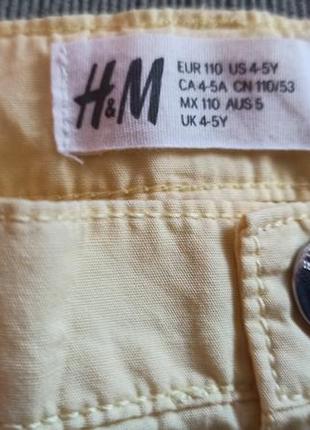 H&M
EUR 110 US 4-5Y
CA 4-5A CN 110/53
MX 110 AUS 5
UK 4-5Y